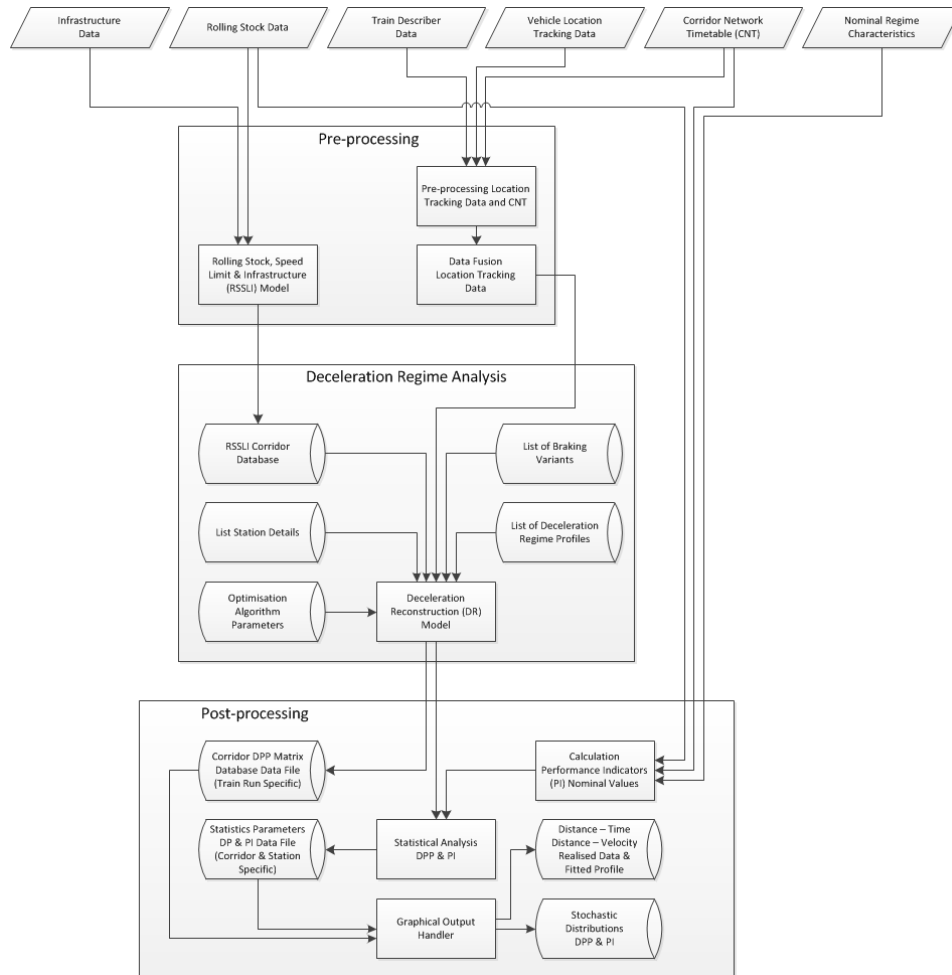 Infrastructure
Data
Rolling Stock Data
Train Describer
Data
Vehicle Location
Tracking Data
Corridor Network
Timetable (CNT)
Nominal Regime
Characteristics
Pre-processing
Pre-processing Location
Tracking Data and CNT
Rolling Stock, Speed
Limit & Infrastructure
(RSSLI) Model
Data Fusion
Location Tracking
Data
Deceleration Regime Analysis
RSSLI Corridor
Database
List of Braking
Variants
List Station Details
List of Deceleration
Regime Profiles
Optimisation
Algorithm
Parameters
Deceleration
Reconstruction (DR)
Model
Post-processing
Corridor DPP Matrix
Database Data File
(Train Run Specific)
Calculation
Performance Indicators
(PI) Nominal Values
Statistics Parameters
DP & PI Data File
(Corridor & Station
Specific)
Statistical Analysis
DPP & PI
Distance – Time
Distance – Velocity
Realised Data &
Fitted Profile
Graphical Output
Handler
Stochastic
Distributions
DPP & PI